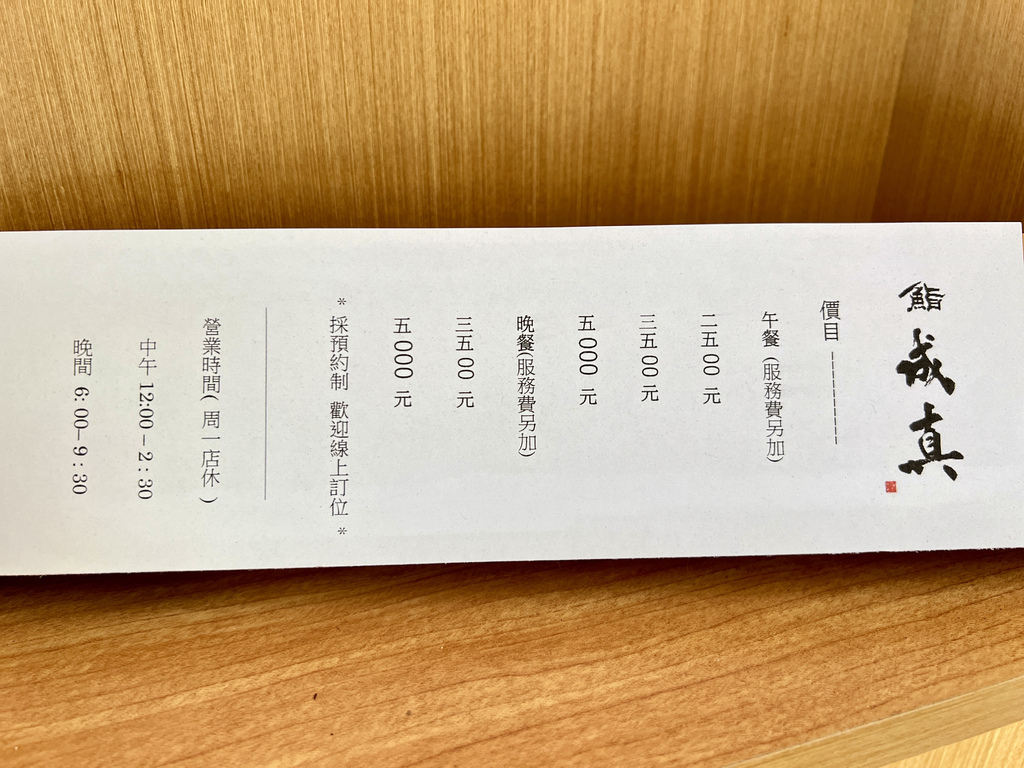 鮨 成真
價目 ----------
午餐 (服務費另加)
二五00 元
三五00 元
五000 元
晚餐(服務費另加)
三五00 元
五000 元
* 採預約制 歡迎線上訂位 *
營業時間( 周一店休 )
中午 12:00 – 2 : 30
晚間 6: 00– 9 : 30